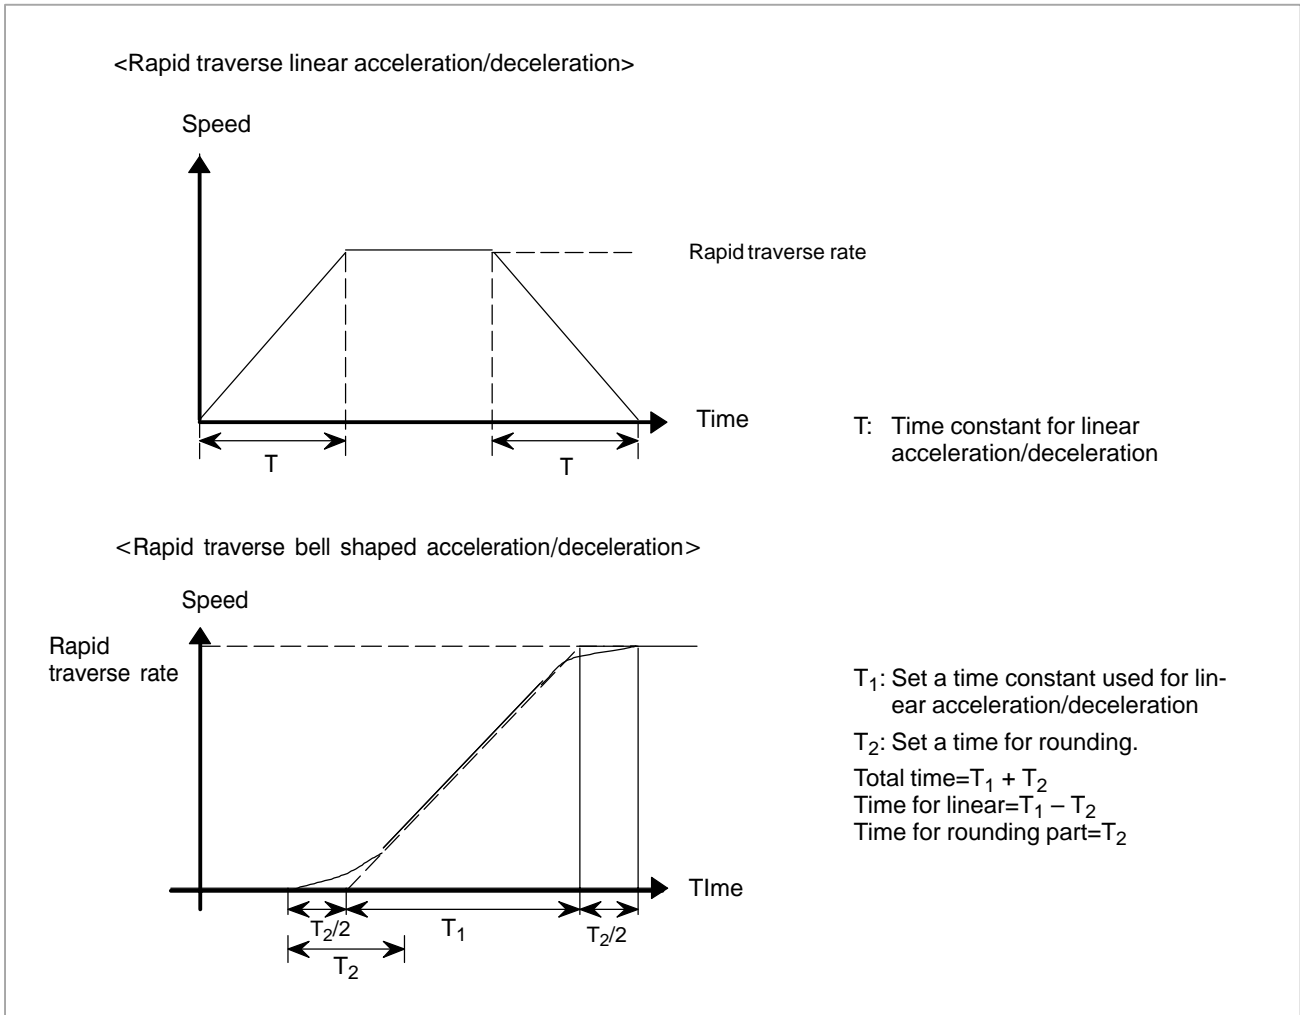 <Rapid traverse linear acceleration/deceleration>
Speed
Rapid traverse rate
Time
T
T
T: Time constant for linear
acceleration/deceleration
<Rapid traverse bell shaped acceleration/deceleration>
Speed
Rapid
traverse rate
TIme
T2/2
T1
T2/2
T2
T1: Set a time constant used for lin-
ear acceleration/deceleration
T2: Set a time for rounding.
Total time=T1 + T2
Time for linear=T1 – T2
Time for rounding part=T2